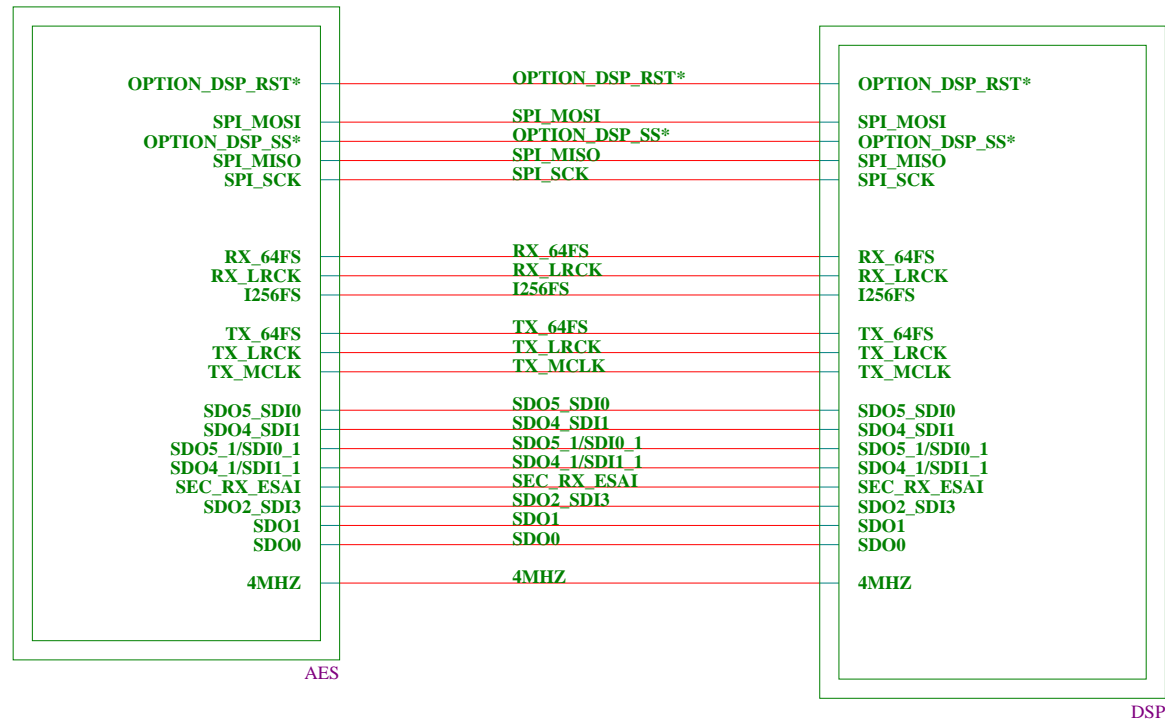 OPTION_DSP_RST* OPTION_DSP_RST* OPTION_DSP_RST*
SPI_MOSI SPI_MOSI SPI_MOSI
OPTION_DSP_SS* OPTION_DSP_SS* OPTION_DSP_SS*
SPI_MISO SPI_MISO SPI_MISO
SPI_SCK SPI_SCK SPI_SCK
RX_64FS RX_64FS RX_64FS
RX_LRCK RX_LRCK RX_LRCK
I256FS I256FS I256FS
TX_64FS TX_64FS TX_64FS
TX_LRCK TX_LRCK TX_LRCK
TX_MCLK TX_MCLK TX_MCLK
SDO5_SDI0 SDO5_SDI0 SDO5_SDI0
SDO4_SDI1 SDO4_SDI1 SDO4_SDI1
SDO5_1/SDI0_1 SDO5_1/SDI0_1 SDO5_1/SDI0_1
SDO4_1/SDI1_1 SDO4_1/SDI1_1 SDO4_1/SDI1_1
SEC_RX_ESAI SEC_RX_ESAI SEC_RX_ESAI
SDO2_SDI3 SDO2_SDI3 SDO2_SDI3
SDO1 SDO1 SDO1
SDO0 SDO0 SDO0
4MHZ 4MHZ 4MHZ
AES
DSP